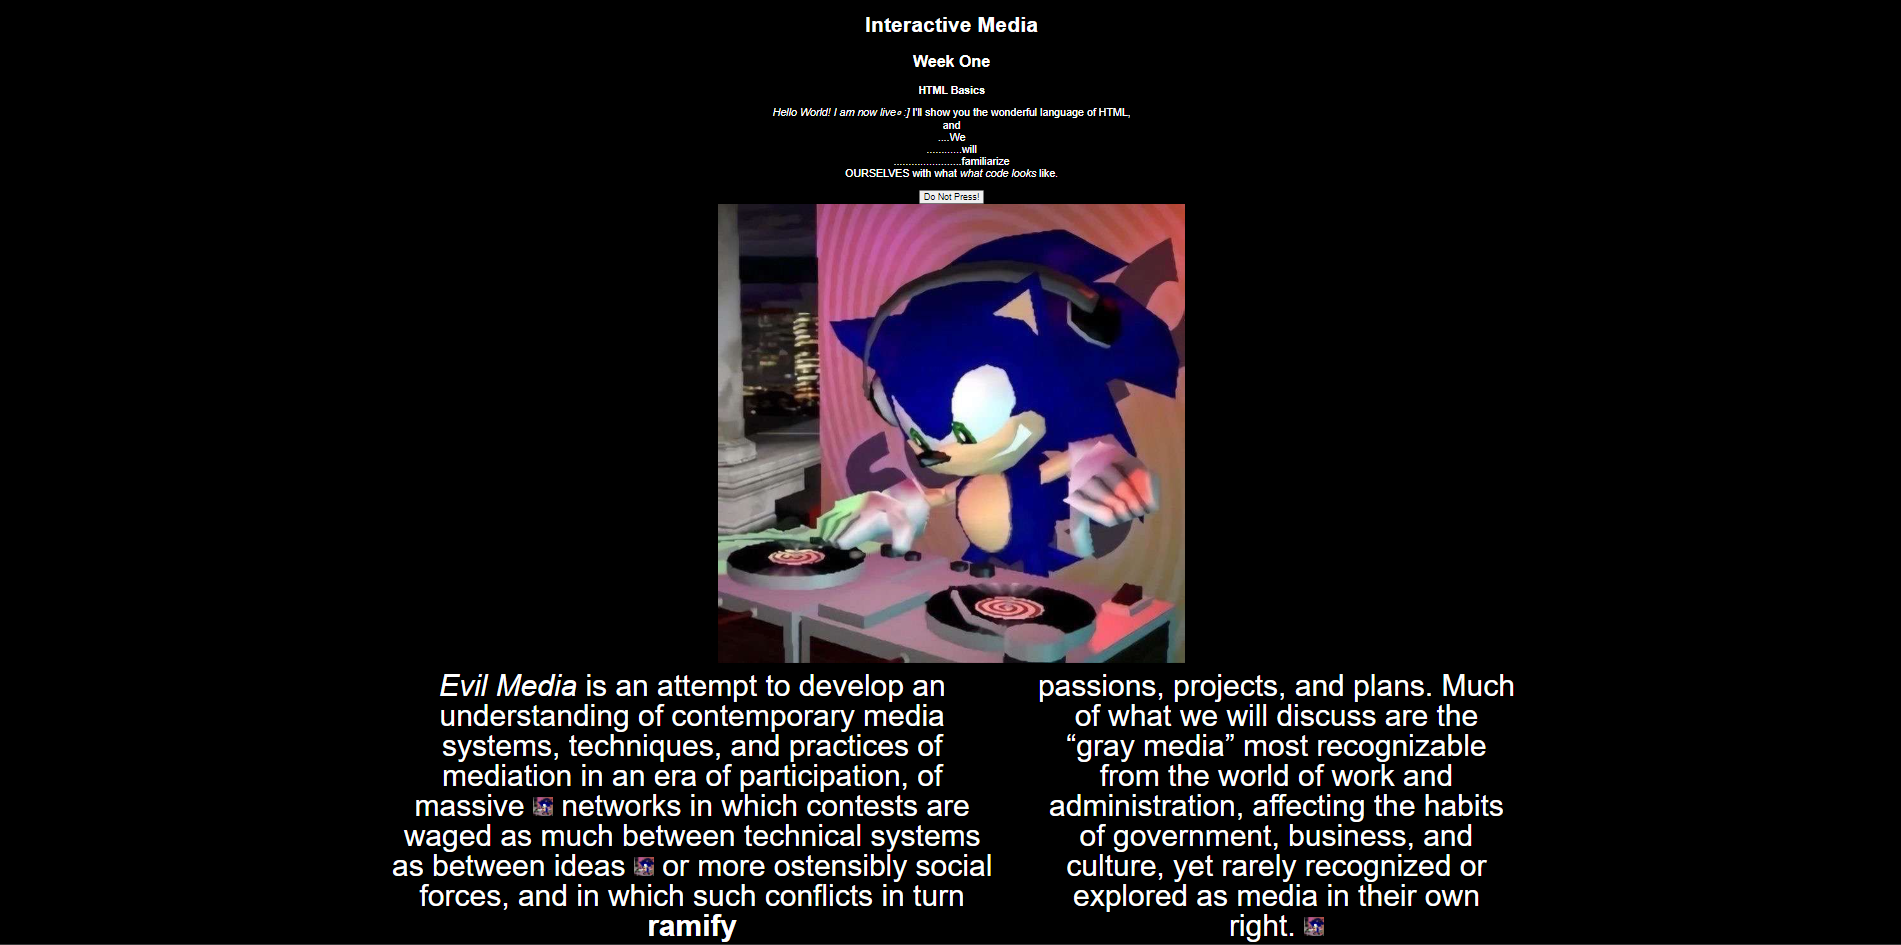 Interactive Media
Week One
HTML Basics
Hello World! I am now live :] I'll show you the wonderful language of HTML,
and
....We
............will
.......................familiarize
OURSELVES with what what code looks like.
Do Not Press!
Evil Media is an attempt to develop an
understanding of contemporary media
systems, techniques, and practices of
mediation in an era of participation, of
massive networks in which contests are
waged as much between technical systems
as between ideas or more ostensibly social
forces, and in which such conflicts in turn
ramify
passions, projects, and plans. Much
of what we will discuss are the
“gray media” most recognizable
from the world of work and
administration, affecting the habits
of government, business, and
culture, yet rarely recognized or
explored as media in their own
right.